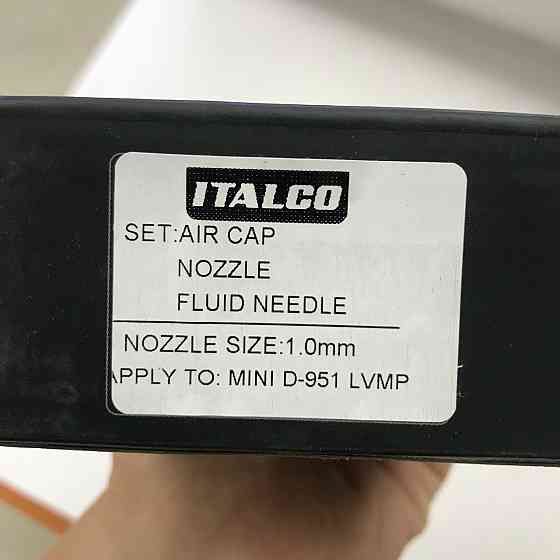 ITALCO
SET:AIR CAP
NOZZLE
FLUID NEEDLE
NOZZLE SIZE:1.0mm
APPLY TO: MINI D-951 LVMP